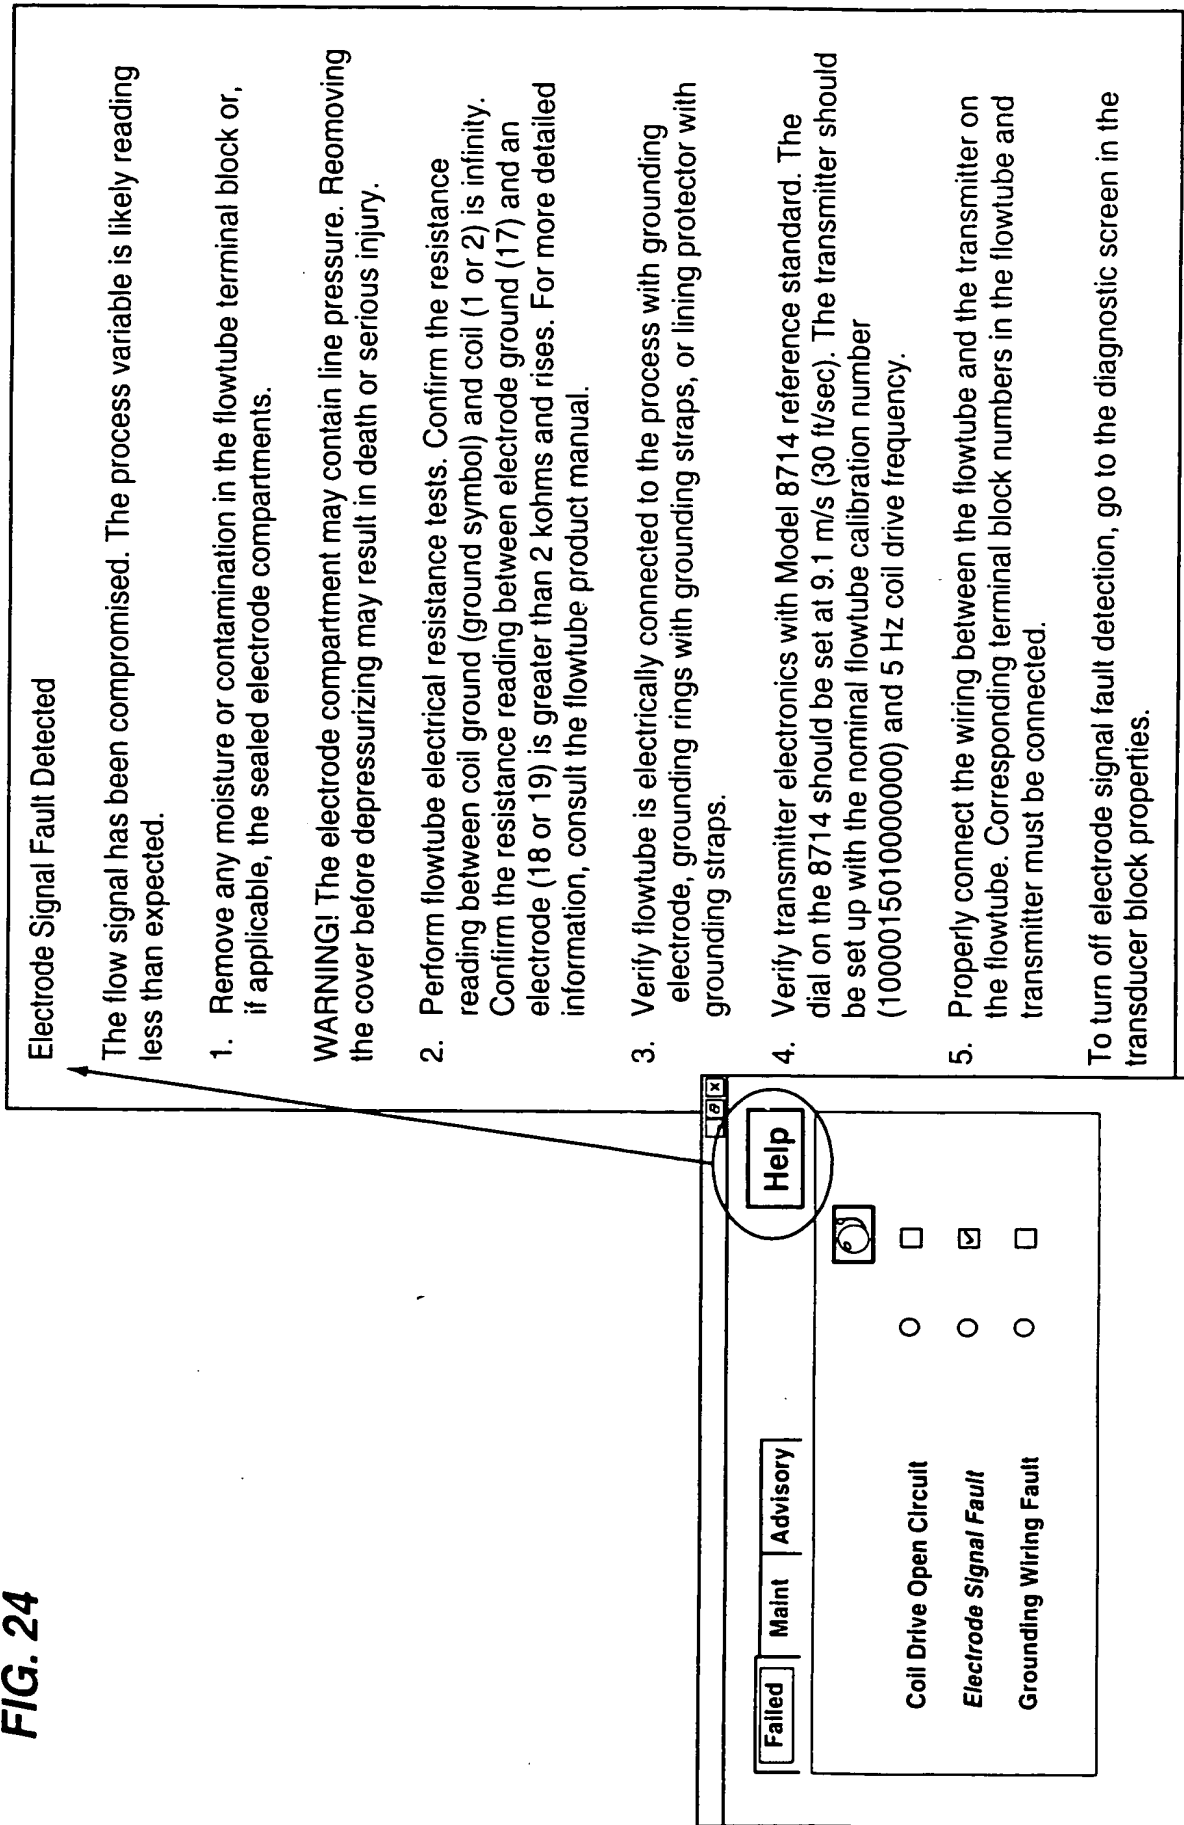 FIG. 24
Electrode Signal Fault Detected
The flow signal has been compromised. The process variable is likely reading
less than expected.
1. Remove any moisture or contamination in the flowtube terminal block or,
if applicable, the sealed electrode compartments.
WARNING! The electrode compartment may contain line pressure. Reomoving
the cover before depressurizing may result in death or serious injury.
2. Perform flowtube electrical resistance tests. Confirm the resistance
reading between coil ground (ground symbol) and coil (1 or 2) is infinity.
Confirm the resistance reading between electrode ground (17) and an
electrode (18 or 19) is greater than 2 kohms and rises. For more detailed
information, consult the flowtube product manual.
3. Verify flowtube is electrically connected to the process with grounding
electrode, grounding rings with grounding straps, or lining protector with
grounding straps.
4. Verify transmitter electronics with Model 8714 reference standard. The
dial on the 8714 should be set at 9.1 m/s (30 ft/sec). The transmitter should
be set up with the nominal flowtube calibration number
(1000015010000000) and 5 Hz coil drive frequency.
5. Properly connect the wiring between the flowtube and the transmitter on
the flowtube. Corresponding terminal block numbers in the flowtube and
transmitter must be connected.
To turn off electrode signal fault detection, go to the diagnostic screen in the
transducer block properties.
Help
Failed Maint Advisory
Coil Drive Open Circuit
Electrode Signal Fault
Grounding Wiring Fault